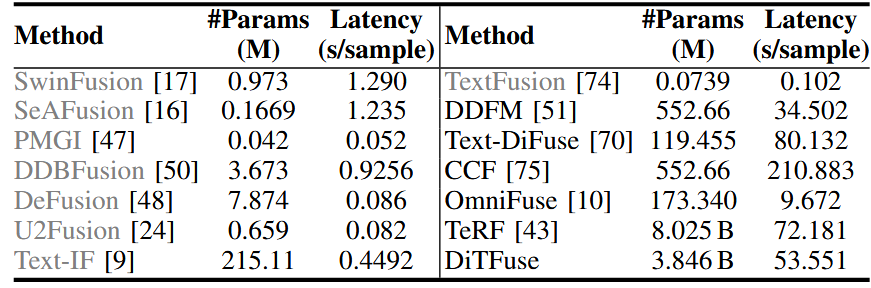 Method #Params (M) Latency (s/sample) Method #Params (M) Latency (s/sample)
SwinFusion [17] 0.973 1.290 TextFusion [74] 0.0739 0.102
SeAFusion [16] 0.1669 1.235 DDFM [51] 552.66 34.502
PMGI [47] 0.042 0.052 Text-DiFuse [70] 119.455 80.132
DDBFusion [50] 3.673 0.9256 CCF [75] 552.66 210.883
DeFusion [48] 7.874 0.086 OmniFuse [10] 173.340 9.672
U2Fusion [24] 0.659 0.082 TeRF [43] 8.025 B 72.181
Text-IF [9] 215.11 0.4492 DiTFuse 3.846 B 53.551